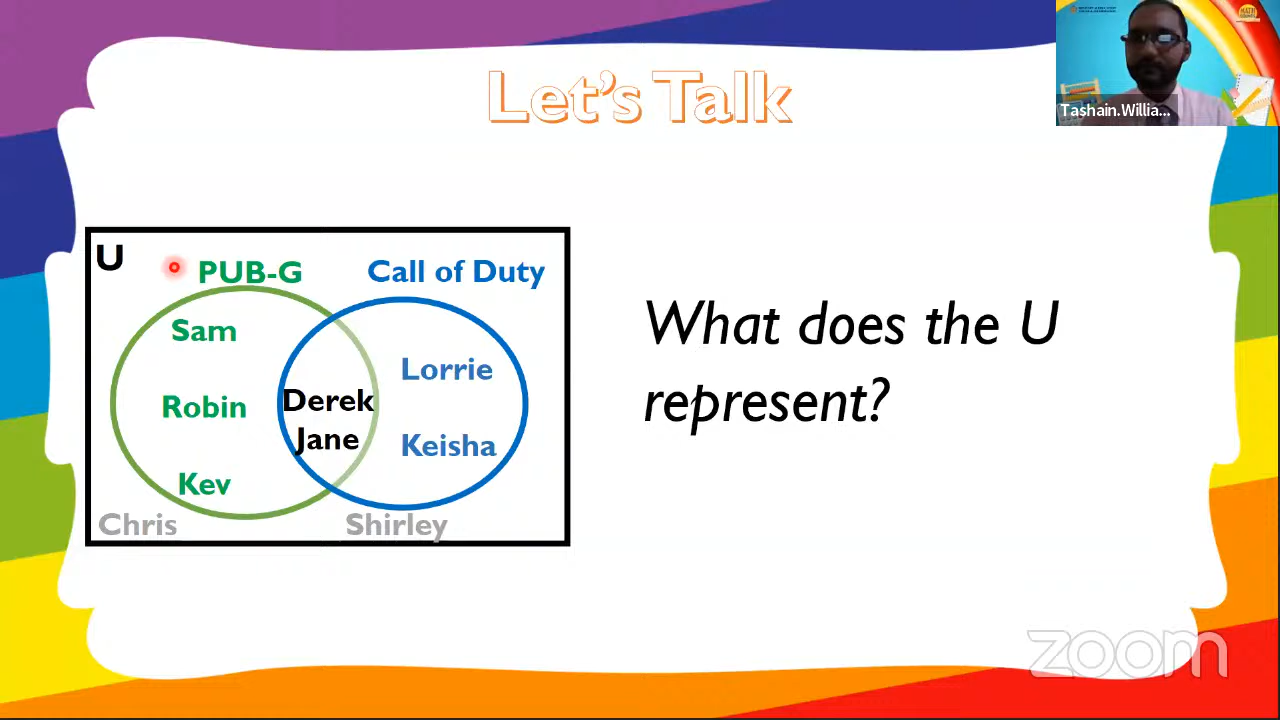 Let's Talk
Tashain.Willia...
U
PUB-G
Call of Duty
Sam
Lorrie
Robin
Derek
Jane
Keisha
Kev
Chris
Shirley
What does the U
represent?
zoom